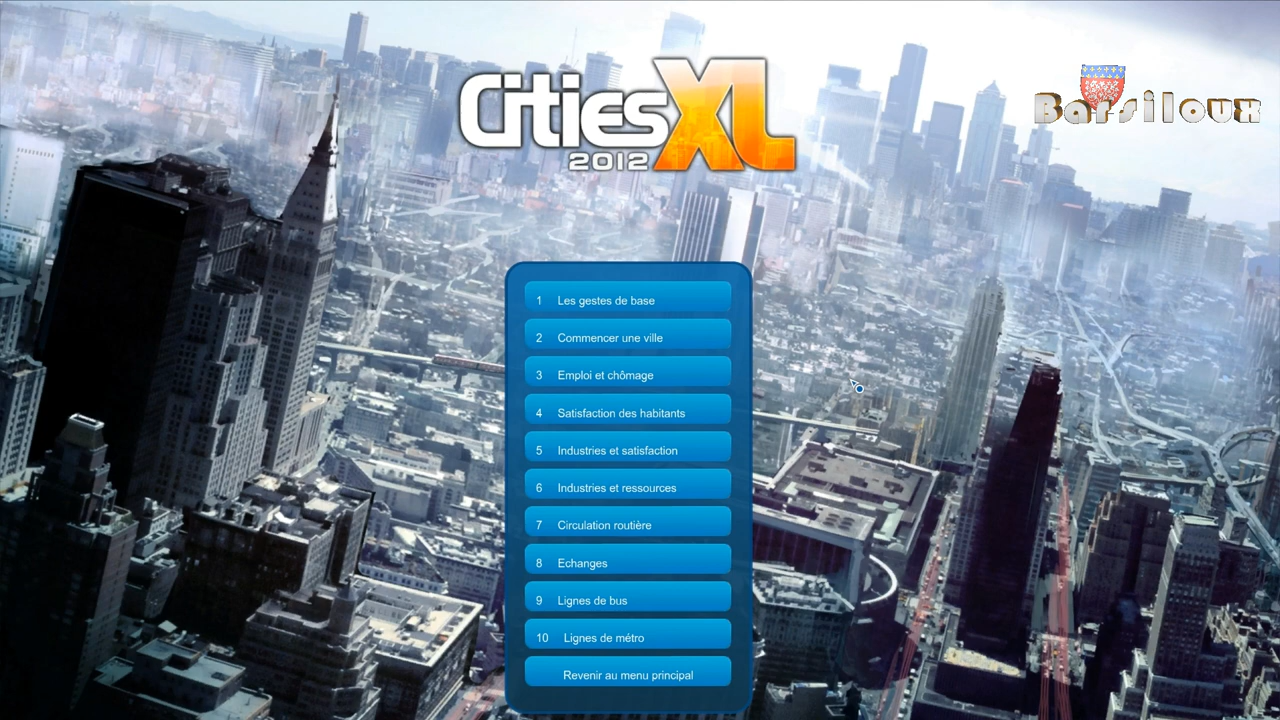 Cities XL
2012
Barsiloux
1 Les gestes de base
2 Commencer une ville
3 Emploi et chômage
4 Satisfaction des habitants
5 Industries et satisfaction
6 Industries et ressources
7 Circulation routière
8 Echanges
9 Lignes de bus
10 Lignes de métro
Revenir au menu principal